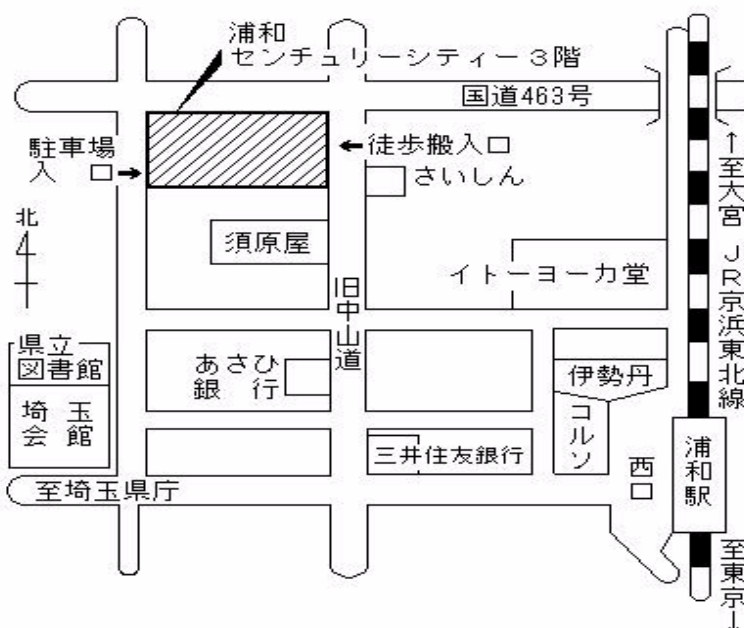 浦和
センチュリーシティー３階
国道463号
駐車場
入口
徒歩搬入口
さいしん
北
須原屋
イトーヨーカ堂
旧中山道
↑至大宮 ＪＲ京浜東北線
県立
図書館
あさひ
銀行
伊勢丹
埼玉
会館
コルソ
三井住友銀行
西口
浦和駅
至埼玉県庁
至東京↓